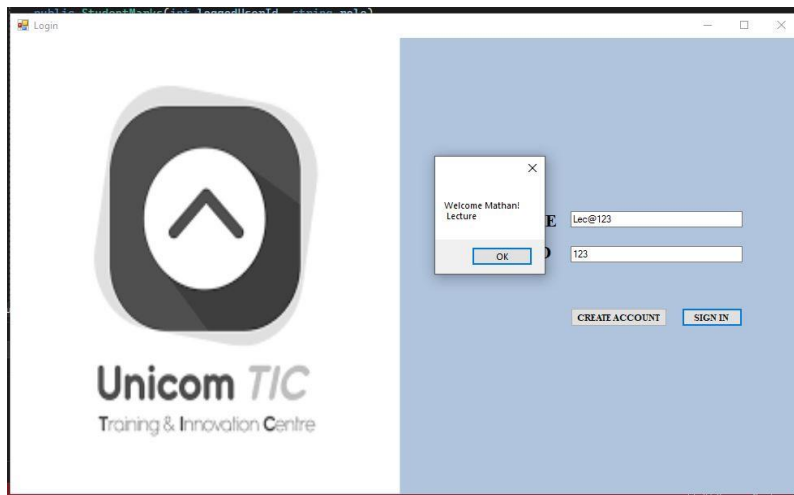 public StudentMarks(int loggedUserId, string role)
Login
Welcome Mathan!
Lecture
E
Lec@123
D
123
OK
CREATE ACCOUNT
SIGN IN
Unicom TIC
Training & Innovation Centre